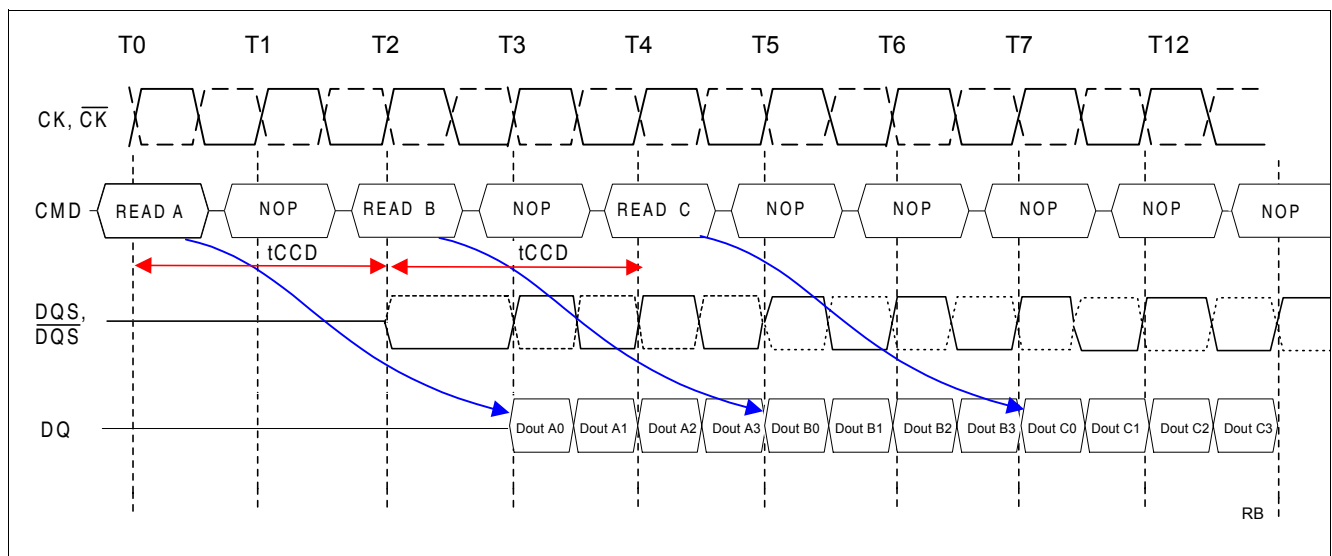 T0 T1 T2 T3 T4 T5 T6 T7 T12
CK, CK
CMD READ A NOP READ B NOP READ C NOP NOP NOP NOP NOP
tCCD tCCD
DQS,
DQS
DQ Dout A0 Dout A1 Dout A2 Dout A3 Dout B0 Dout B1 Dout B2 Dout B3 Dout C0 Dout C1 Dout C2 Dout C3
RB